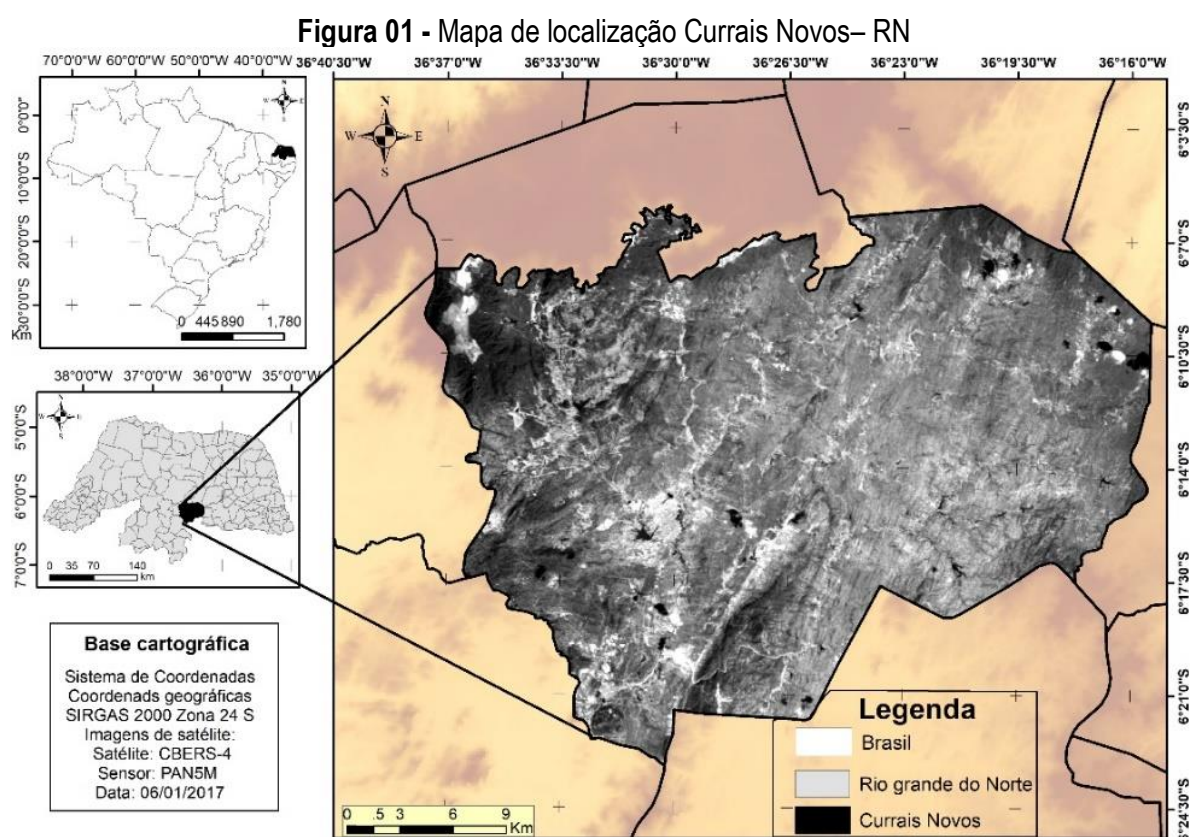 Figura 01 - Mapa de localização Currais Novos– RN
70°0'0"W 60°0'0"W 50°0'0"W 40°0'0"W
0°0'0"
10°0'0"S
20°0'0"S
30°0'0"S
N
0 445 890 1,780
Km
38°0'0"W 37°0'0"W 36°0'0"W 35°0'0"W
5°0'0"S
6°0'0"S
7°0'0"S
N
W E
S
0 35 70 140
km
Base cartográfica
Sistema de Coordenadas
Coordenads geográficas
SIRGAS 2000 Zona 24 S
Imagens de satélite:
Satélite: CBERS-4
Sensor: PAN5M
Data: 06/01/2017
36°40'30"W 36°37'0"W 36°33'30"W 36°30'0"W 36°26'30"W 36°23'0"W 36°19'30"W 36°16'0"W
N
W E
S
6°3'30"S
6°7'0"S
6°10'30"S
6°14'0"S
6°17'30"S
6°21'0"S
6°24'30"S
0 .5 3 6 9
Km
Legenda
Brasil
Rio grande do Norte
Currais Novos